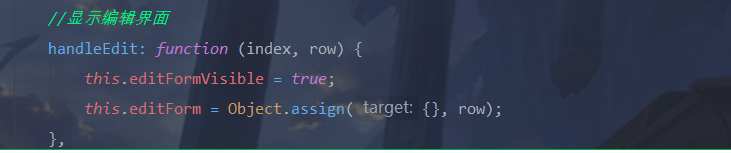 //显示编辑界面
handleEdit: function (index, row) {
this.editFormVisible = true;
this.editForm = Object.assign( target: {}, row);
},